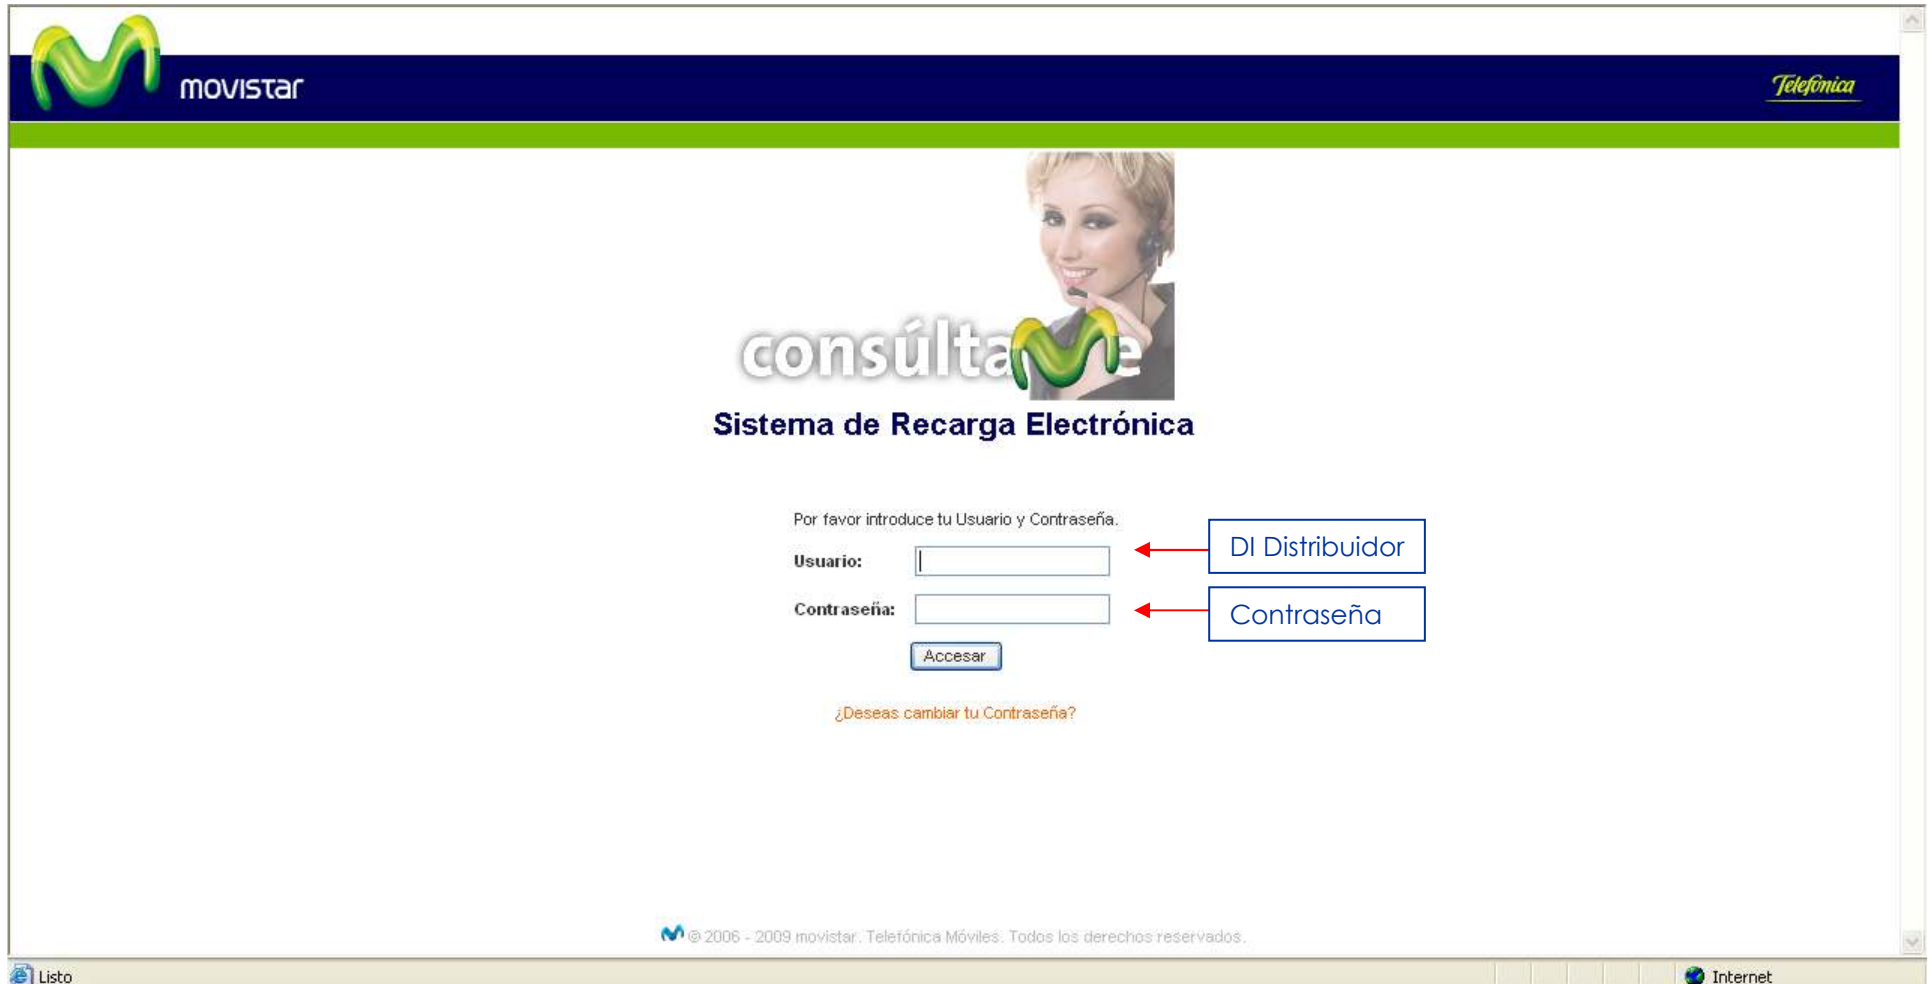 movistar
Telefónica
consúltame
Sistema de Recarga Electrónica
Por favor introduce tu Usuario y Contraseña.
Usuario:
DI Distribuidor
Contraseña:
Contraseña
Accesar
¿Deseas cambiar tu Contraseña?
© 2006 - 2009 movistar. Telefónica Móviles. Todos los derechos reservados.
Listo
Internet